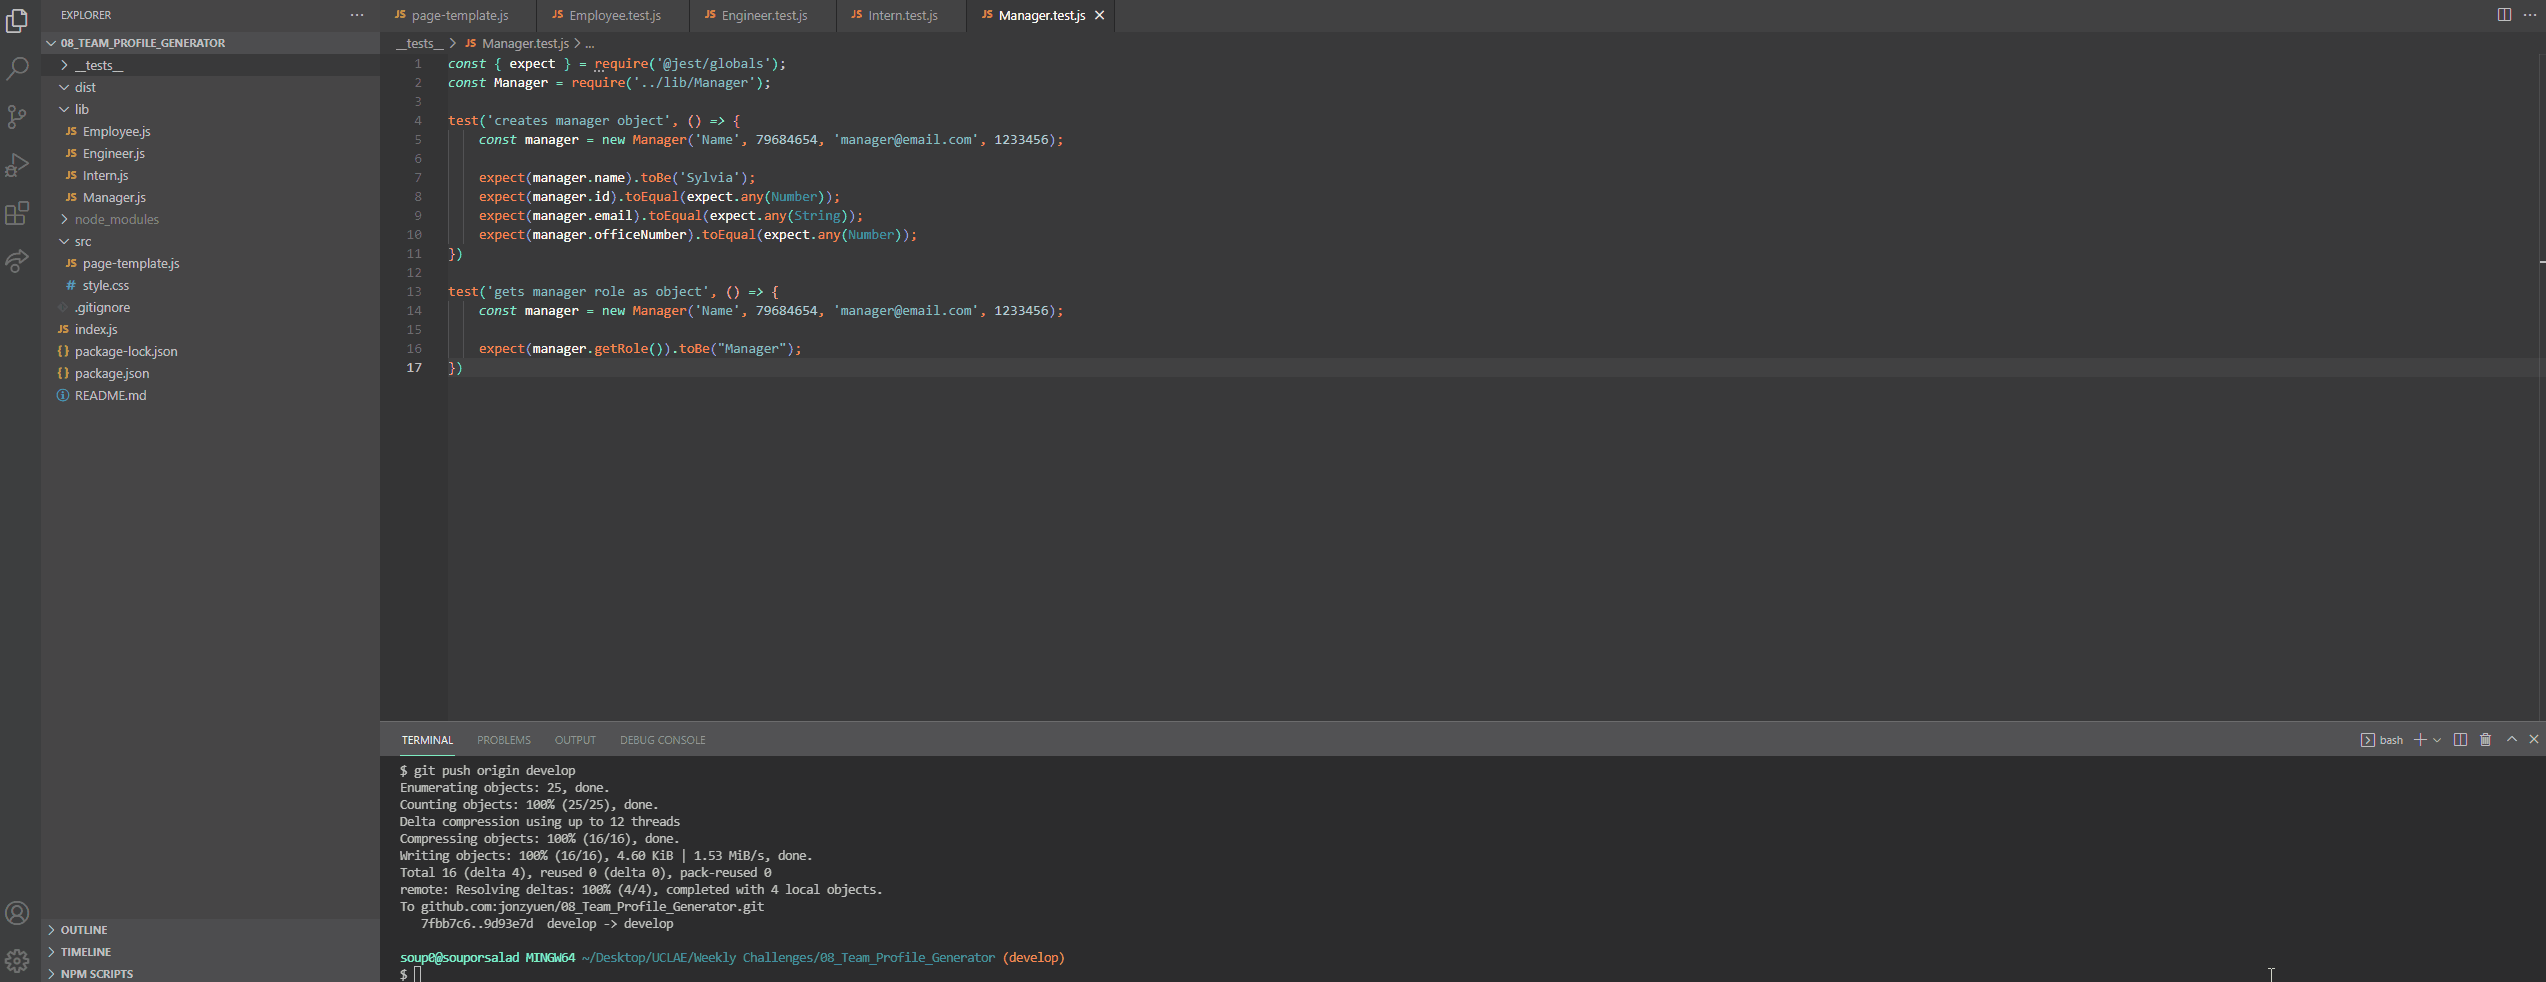 EXPLORER
08_TEAM_PROFILE_GENERATOR
__tests__
dist
lib
JS Employee.js
JS Engineer.js
JS Intern.js
JS Manager.js
node_modules
src
JS page-template.js
# style.css
.gitignore
JS index.js
{} package-lock.json
{} package.json
README.md
OUTLINE
TIMELINE
NPM SCRIPTS
JS page-template.js JS Employee.test.js JS Engineer.test.js JS Intern.test.js JS Manager.test.js
__tests__ > JS Manager.test.js > ...
1 const { expect } = require('@jest/globals');
2 const Manager = require('../lib/Manager');
3
4 test('creates manager object', () => {
5 const manager = new Manager('Name', 79684654, 'manager@email.com', 1233456);
6
7 expect(manager.name).toBe('Sylvia');
8 expect(manager.id).toEqual(expect.any(Number));
9 expect(manager.email).toEqual(expect.any(String));
10 expect(manager.officeNumber).toEqual(expect.any(Number));
11 })
12
13 test('gets manager role as object', () => {
14 const manager = new Manager('Name', 79684654, 'manager@email.com', 1233456);
15
16 expect(manager.getRole()).toBe("Manager");
17 })
TERMINAL PROBLEMS OUTPUT DEBUG CONSOLE bash
$ git push origin develop
Enumerating objects: 25, done.
Counting objects: 100% (25/25), done.
Delta compression using up to 12 threads
Compressing objects: 100% (16/16), done.
Writing objects: 100% (16/16), 4.60 KiB | 1.53 MiB/s, done.
Total 16 (delta 4), reused 0 (delta 0), pack-reused 0
remote: Resolving deltas: 100% (4/4), completed with 4 local objects.
To github.com:jonzyuen/08_Team_Profile_Generator.git
7fbb7c6..9d93e7d develop -> develop
soup0@souporsalad MINGW64 ~/Desktop/UCLAE/Weekly Challenges/08_Team_Profile_Generator (develop)
$